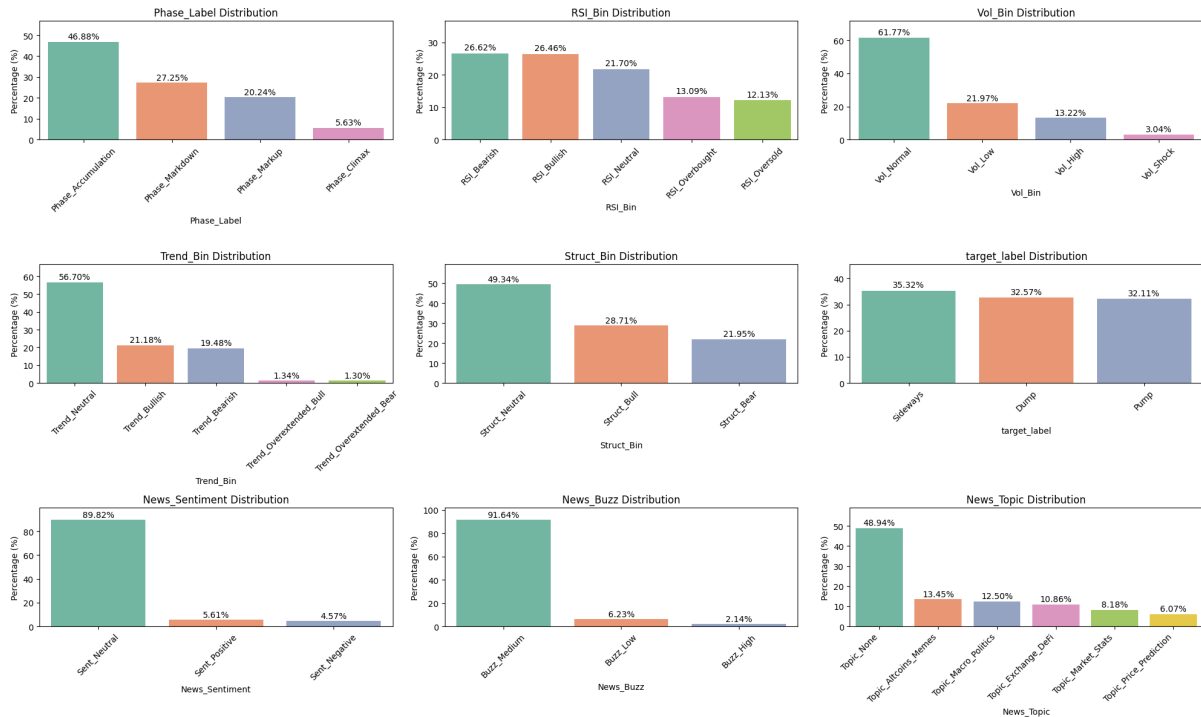 Phase_Label Distribution
Percentage (%)
50
40
30
20
10
0
46.88%
27.25%
20.24%
5.63%
Phase_Accumulation
Phase_Markdown
Phase_Markup
Phase_Climax
Phase_Label
RSI_Bin Distribution
Percentage (%)
30
20
10
0
26.62%
26.46%
21.70%
13.09%
12.13%
RSI_Bearish
RSI_Bullish
RSI_Neutral
RSI_Overbought
RSI_Oversold
RSI_Bin
Vol_Bin Distribution
Percentage (%)
60
40
20
0
61.77%
21.97%
13.22%
3.04%
Vol_Normal
Vol_Low
Vol_High
Vol_Shock
Vol_Bin
Trend_Bin Distribution
Percentage (%)
60
50
40
30
20
10
0
56.70%
21.18%
19.48%
1.34%
1.30%
Trend_Neutral
Trend_Bullish
Trend_Bearish
Trend_Overextended_Bull
Trend_Overextended_Bear
Trend_Bin
Struct_Bin Distribution
Percentage (%)
50
40
30
20
10
0
49.34%
28.71%
21.95%
Struct_Neutral
Struct_Bull
Struct_Bear
Struct_Bin
target_label Distribution
Percentage (%)
40
30
20
10
0
35.32%
32.57%
32.11%
Sideways
Dump
Pump
target_label
News_Sentiment Distribution
Percentage (%)
80
60
40
20
0
89.82%
5.61%
4.57%
Sent_Neutral
Sent_Positive
Sent_Negative
News_Sentiment
News_Buzz Distribution
Percentage (%)
100
80
60
40
20
0
91.64%
6.23%
2.14%
Buzz_Medium
Buzz_Low
Buzz_High
News_Buzz
News_Topic Distribution
Percentage (%)
50
40
30
20
10
0
48.94%
13.45%
12.50%
10.86%
8.18%
6.07%
Topic_None
Topic_Altcoins_Memes
Topic_Macro_Politics
Topic_Exchange_DeFi
Topic_Market_Stats
Topic_Price_Prediction
News_Topic